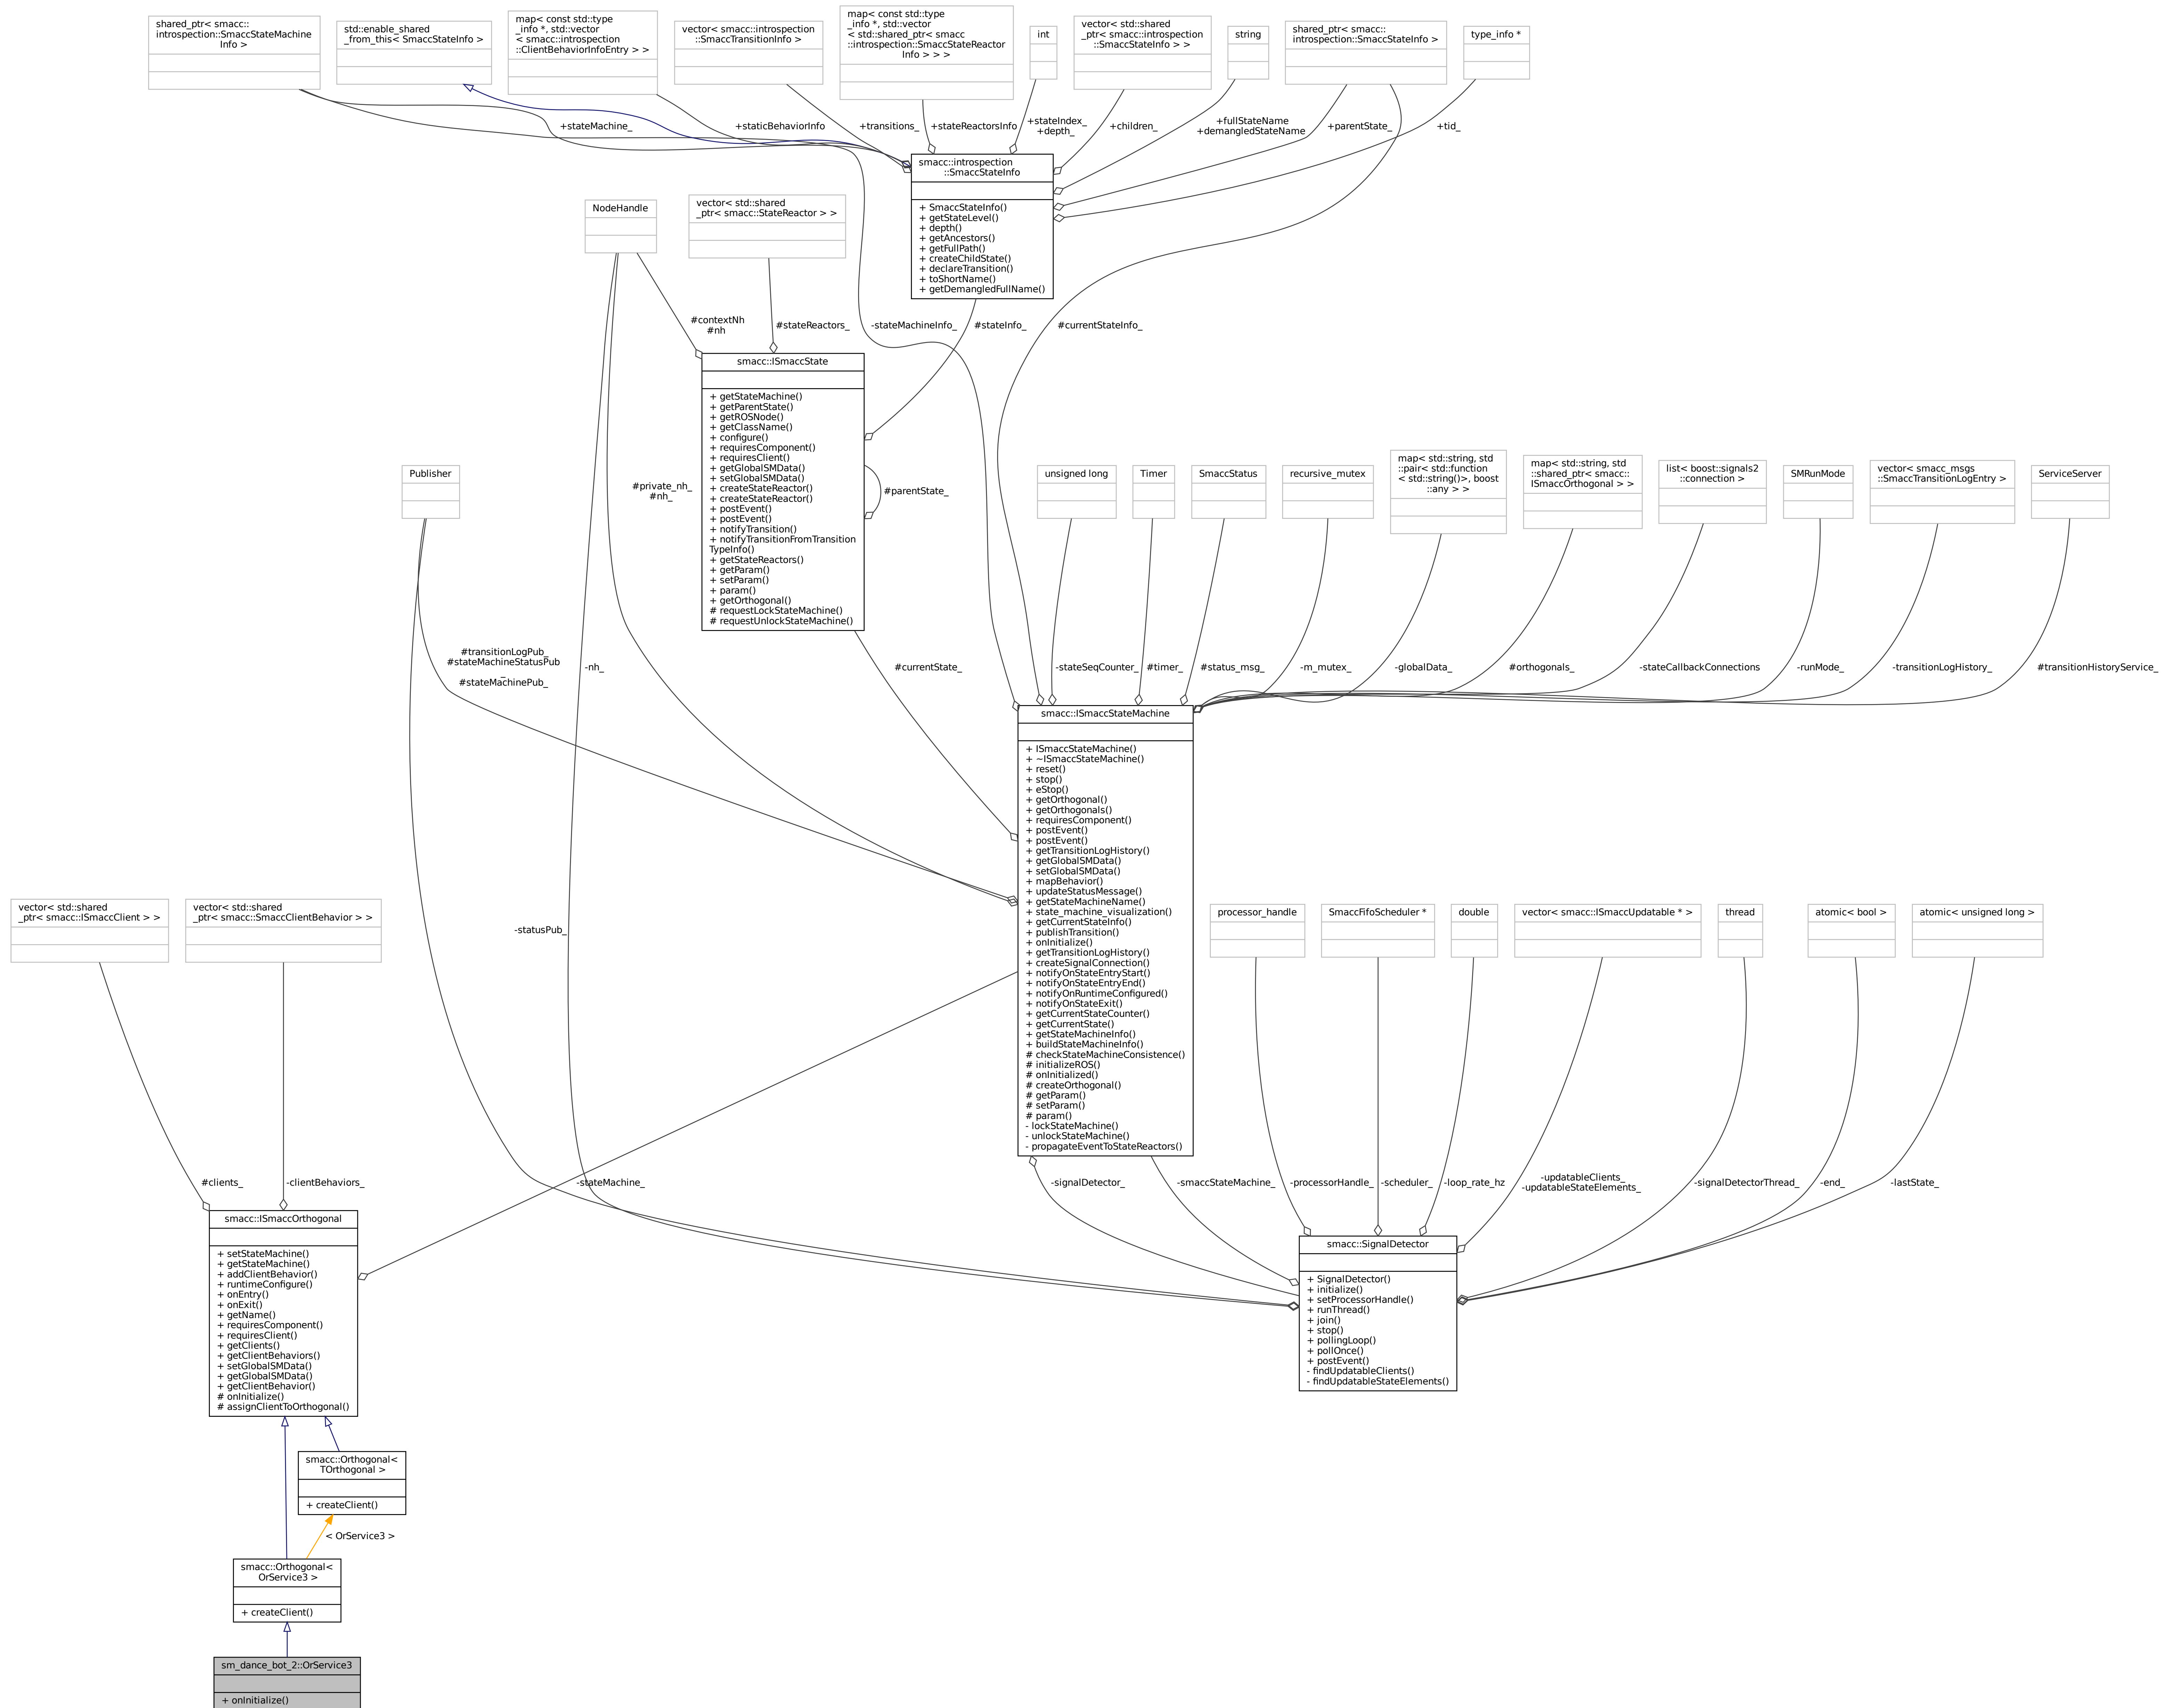 shared_ptr< smacc::
introspection::SmaccStateMachine
Info >
std::enable_shared
_from_this< SmaccStateInfo >
map< const std::type
_info *, std::vector
< smacc::introspection
::ClientBehaviorInfoEntry > >
vector< smacc::introspection
::SmaccTransitionInfo >
map< const std::type
_info *, std::vector
< std::shared_ptr< smacc
::introspection::SmaccStateReactor
Info > > >
int
vector< std::shared
_ptr< smacc::introspection
::SmaccStateInfo > >
string
shared_ptr< smacc::
introspection::SmaccStateInfo >
type_info *
+stateMachine_
+staticBehaviorInfo
+transitions_
+stateReactorsInfo
+stateIndex_
+depth_
+children_
+fullStateName
+demangledStateName
+parentState_
+tid_
smacc::introspection
::SmaccStateInfo
+ SmaccStateInfo()
+ getStateLevel()
+ depth()
+ getAncestors()
+ getFullPath()
+ createChildState()
+ declareTransition()
+ toShortName()
+ getDemangledFullName()
NodeHandle
vector< std::shared
_ptr< smacc::StateReactor > >
#contextNh
#nh
#stateReactors_
-stateMachineInfo_
#stateInfo_
#currentStateInfo_
smacc::ISmaccState
+ getStateMachine()
+ getParentState()
+ getROSNode()
+ getClassName()
+ configure()
+ requiresComponent()
+ requiresClient()
+ getGlobalSMData()
+ setGlobalSMData()
+ createStateReactor()
+ createStateReactor()
+ postEvent()
+ postEvent()
+ notifyTransition()
+ notifyTransitionFromTransition
TypeInfo()
+ getStateReactors()
+ getParam()
+ setParam()
+ param()
+ getOrthogonal()
# requestLockStateMachine()
# requestUnlockStateMachine()
#parentState_
Publisher
#private_nh_
#nh_
unsigned long
Timer
SmaccStatus
recursive_mutex
map< std::string, std
::pair< std::function
< std::string()>, boost
::any > >
map< std::string, std
::shared_ptr< smacc::
ISmaccOrthogonal > >
list< boost::signals2
::connection >
SMRunMode
vector< smacc_msgs
::SmaccTransitionLogEntry >
ServiceServer
#transitionLogPub_
#stateMachineStatusPub
_
#stateMachinePub_
-nh_
#currentState_
-stateSeqCounter_
#timer_
#status_msg_
-m_mutex_
-globalData_
#orthogonals_
-stateCallbackConnections
-runMode_
-transitionLogHistory_
#transitionHistoryService_
smacc::ISmaccStateMachine
+ ISmaccStateMachine()
+ ~ISmaccStateMachine()
+ reset()
+ stop()
+ eStop()
+ getOrthogonal()
+ getOrthogonals()
+ requiresComponent()
+ postEvent()
+ postEvent()
+ getTransitionLogHistory()
+ getGlobalSMData()
+ setGlobalSMData()
+ mapBehavior()
+ updateStatusMessage()
+ getStateMachineName()
+ state_machine_visualization()
+ getCurrentStateInfo()
+ publishTransition()
+ onInitialize()
+ getTransitionLogHistory()
+ createSignalConnection()
+ notifyOnStateEntryStart()
+ notifyOnStateEntryEnd()
+ notifyOnRuntimeConfigured()
+ notifyOnStateExit()
+ getCurrentStateCounter()
+ getCurrentState()
+ getStateMachineInfo()
+ buildStateMachineInfo()
# checkStateMachineConsistence()
# initializeROS()
# onInitialized()
# createOrthogonal()
# getParam()
# setParam()
# param()
- lockStateMachine()
- unlockStateMachine()
- propagateEventToStateReactors()
vector< std::shared
_ptr< smacc::ISmaccClient > >
vector< std::shared
_ptr< smacc::SmaccClientBehavior > >
-statusPub_
processor_handle
SmaccFifoScheduler *
double
vector< smacc::ISmaccUpdatable * >
thread
atomic< bool >
atomic< unsigned long >
#clients_
-clientBehaviors_
-stateMachine_
-signalDetector_
-smaccStateMachine_
-processorHandle_
-scheduler_
-loop_rate_hz
-updatableClients_
-updatableStateElements_
-signalDetectorThread_
-end_
-lastState_
smacc::ISmaccOrthogonal
+ setStateMachine()
+ getStateMachine()
+ addClientBehavior()
+ runtimeConfigure()
+ onEntry()
+ onExit()
+ getName()
+ requiresComponent()
+ requiresClient()
+ getClients()
+ getClientBehaviors()
+ setGlobalSMData()
+ getGlobalSMData()
+ getClientBehavior()
# onInitialize()
# assignClientToOrthogonal()
smacc::SignalDetector
+ SignalDetector()
+ initialize()
+ setProcessorHandle()
+ runThread()
+ join()
+ stop()
+ pollingLoop()
+ pollOnce()
+ postEvent()
- findUpdatableClients()
- findUpdatableStateElements()
smacc::Orthogonal<
TOrthogonal >
+ createClient()
< OrService3 >
smacc::Orthogonal<
OrService3 >
+ createClient()
sm_dance_bot_2::OrService3
+ onInitialize()